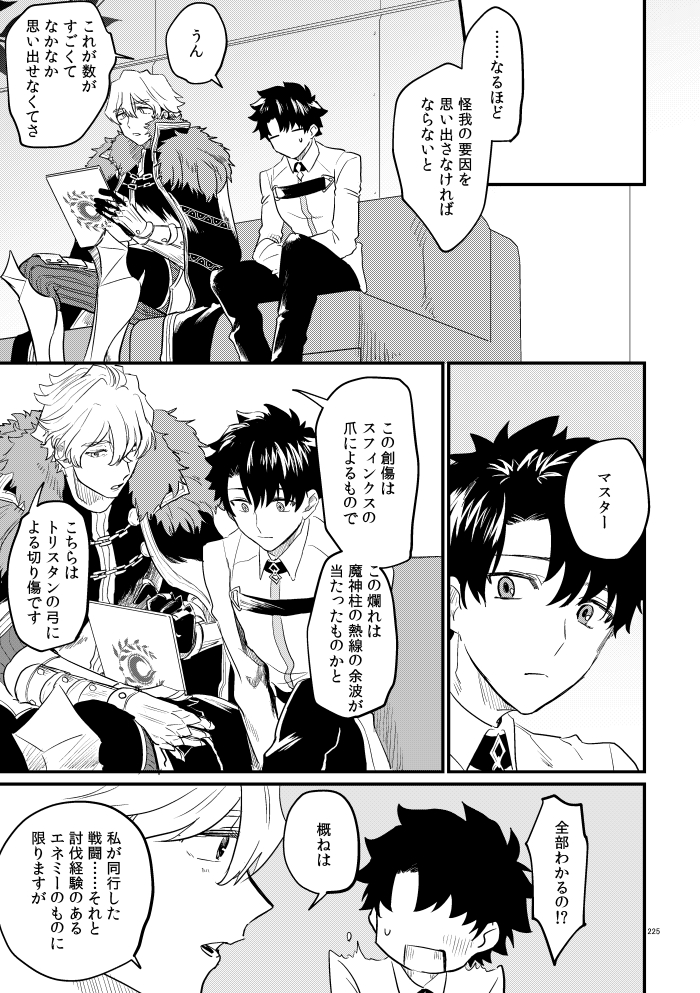 ……なるほど
怪我の要因を
思い出さなければ
ならないと
うん
これが数が
すごくて
なかなか
思い出せなくてさ
マスター
この創傷は
スフィンクスの
爪によるもので
この爛れは
魔神柱の熱線の余波が
当たったものかと
こちらは
トリスタンの弓に
よる切り傷です
全部わかるの!?
概ねは
私が同行した
戦闘……それと
討伐経験のある
エネミーのものに
限りますが
225